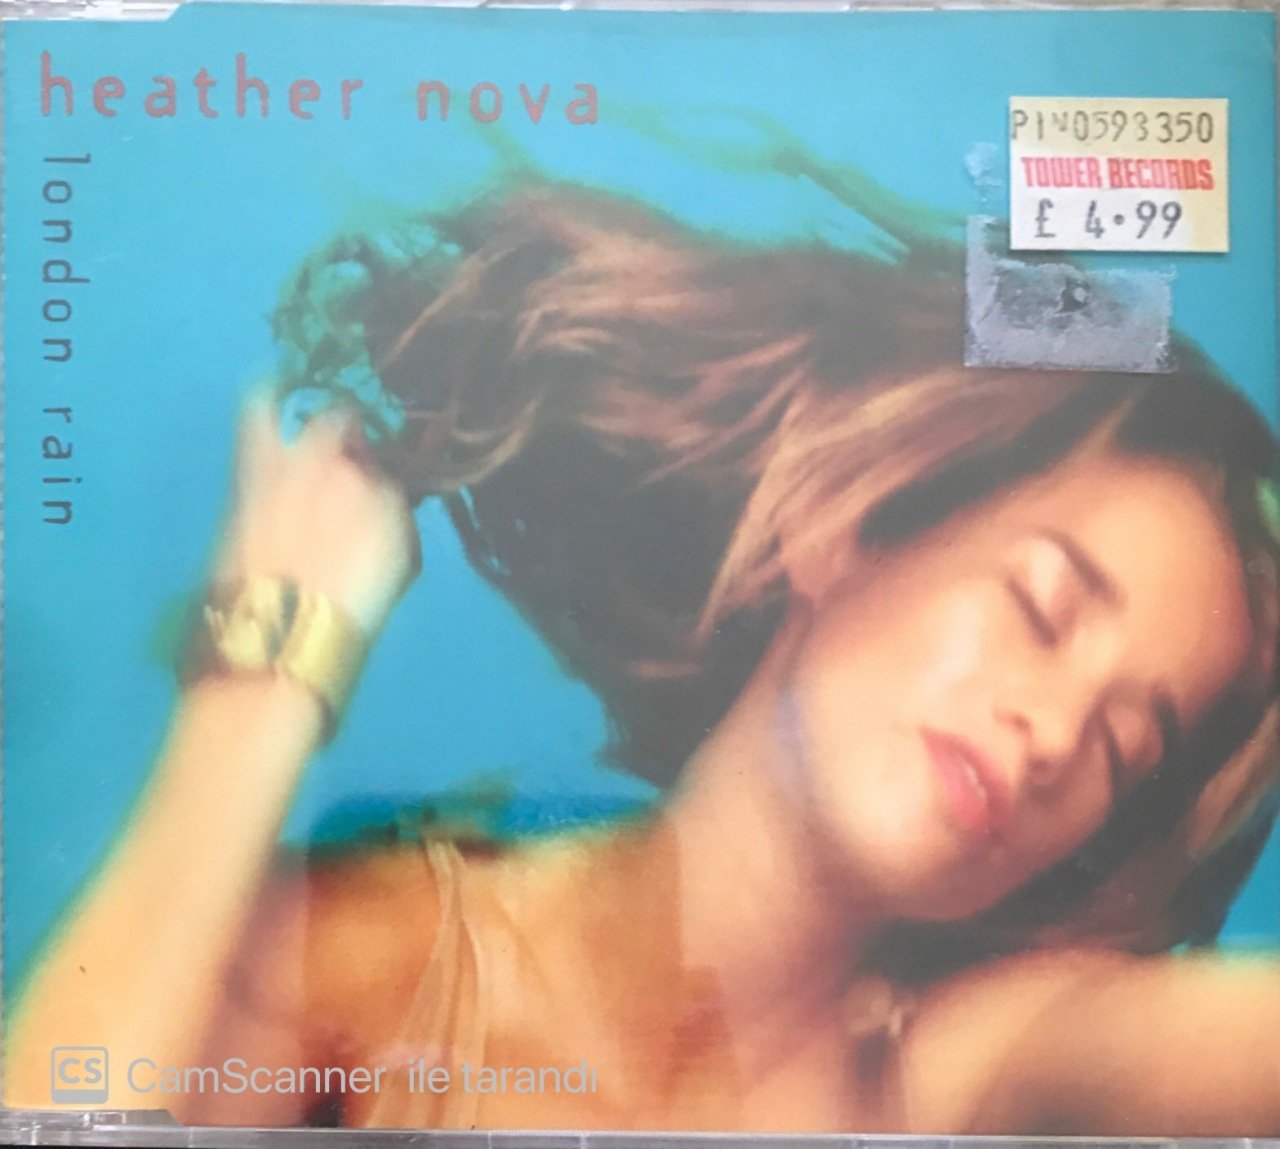 heather nova
london rain
PIN0593350
TOWER RECORDS
£ 4.99
CS CamScanner ile tarandı